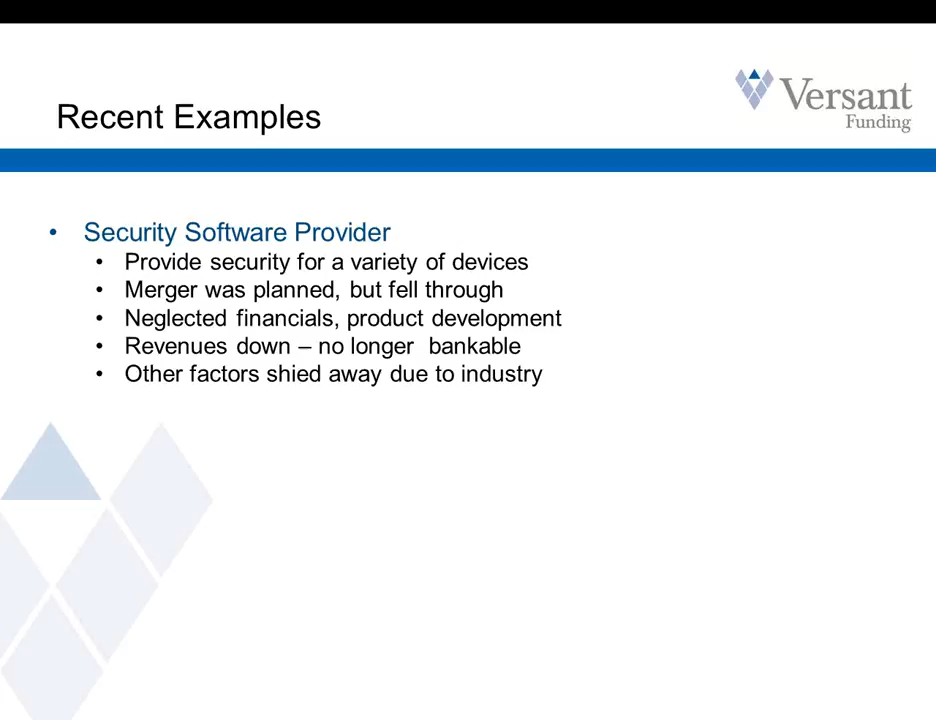 Versant
Funding
Recent Examples
• Security Software Provider
• Provide security for a variety of devices
• Merger was planned, but fell through
• Neglected financials, product development
• Revenues down – no longer bankable
• Other factors shied away due to industry